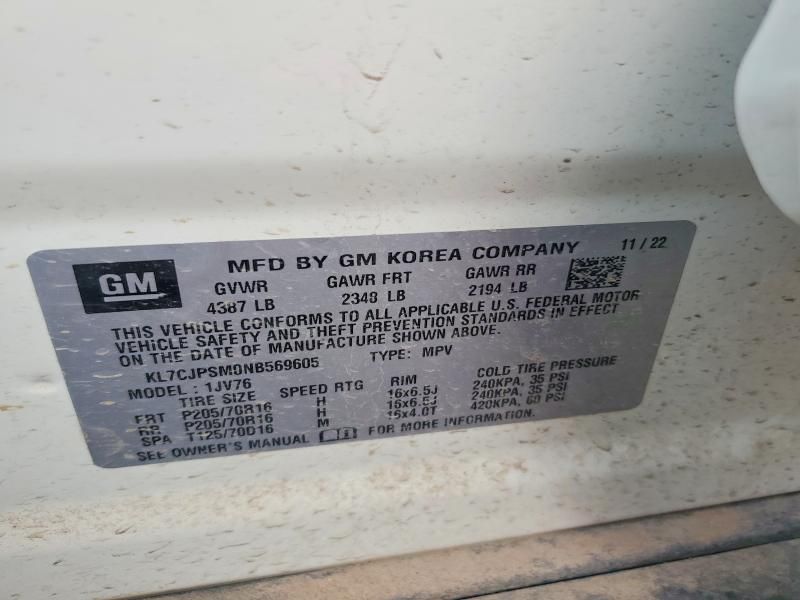 GM
MFD BY GM KOREA COMPANY 11 / 22
GVWR GAWR FRT GAWR RR
4387 LB 2348 LB 2194 LB
THIS VEHICLE CONFORMS TO ALL APPLICABLE U.S. FEDERAL MOTOR
VEHICLE SAFETY AND THEFT PREVENTION STANDARDS IN EFFECT
ON THE DATE OF MANUFACTURE SHOWN ABOVE.
KL7CJPSM0NB569605 TYPE: MPV
MODEL : 1JV76
TIRE SIZE SPEED RTG RIM COLD TIRE PRESSURE
FRT P205/70R16 H 16x6.5J 240KPA, 35 PSI
RR P205/70R16 H 16x6.5J 240KPA, 35 PSI
SPA T125/70D16 M 16x4.0T 420KPA, 60 PSI
SEE OWNER'S MANUAL FOR MORE INFORMATION